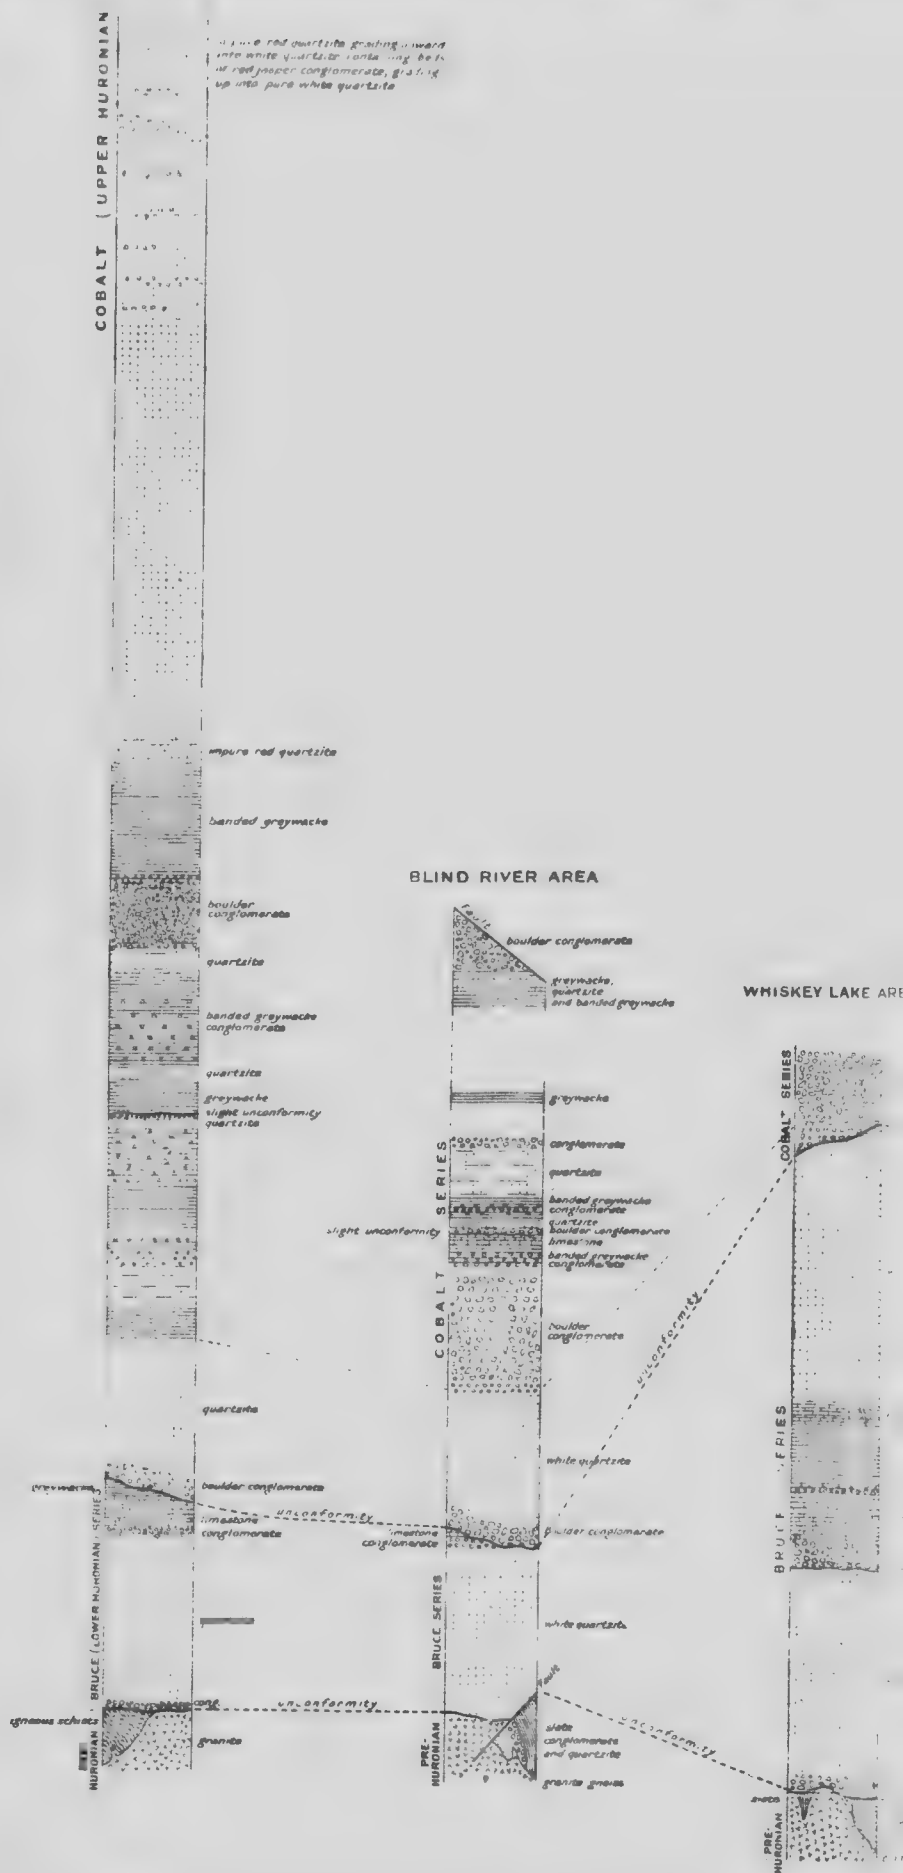 COBALT (UPPER HURONIAN
red quartzite grading
into white quartzite
of red jasper conglomerate, grading
up into pure white quartzite
impure red quartzite
banded greywacke
boulder
conglomerate
quartzite
banded greywacke
conglomerate
quartzite
greywacke
slight unconformity
quartzite
quartzite
greywacke
boulder conglomerate
limestone
conglomerate
BRUCE (LOWER HURONIAN) SERIES
unconformity
cong.
igneous schists
granite
HURONIAN
unconformity
BLIND RIVER AREA
Fault
boulder conglomerate
greywacke,
quartzite
and banded greywacke
greywacke
COBALT SERIES
conglomerate
quartzite
banded greywacke
conglomerate
quartzite
slight unconformity
boulder conglomerate
limestone
banded greywacke
conglomerate
boulder
conglomerate
white quartzite
limestone
conglomerate
boulder conglomerate
unconformity
BRUCE SERIES
white quartzite
fault
PRE-
HURONIAN
slate
conglomerate
and quartzite
granite gneiss
unconformity
WHISKEY LAKE ARE
COBALT SERIES
BRUCE ERIES
PRE-
HURONIAN